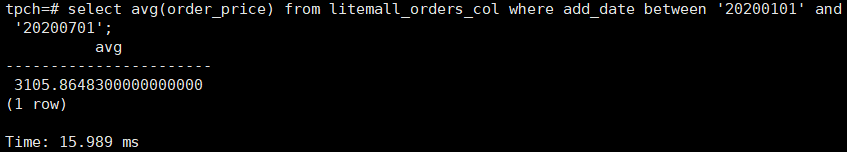 tpch=# select avg(order_price) from litemall_orders_col where add_date between '20200101' and
 '20200701';
          avg
-----------------------
 3105.8648300000000000
(1 row)

Time: 15.989 ms